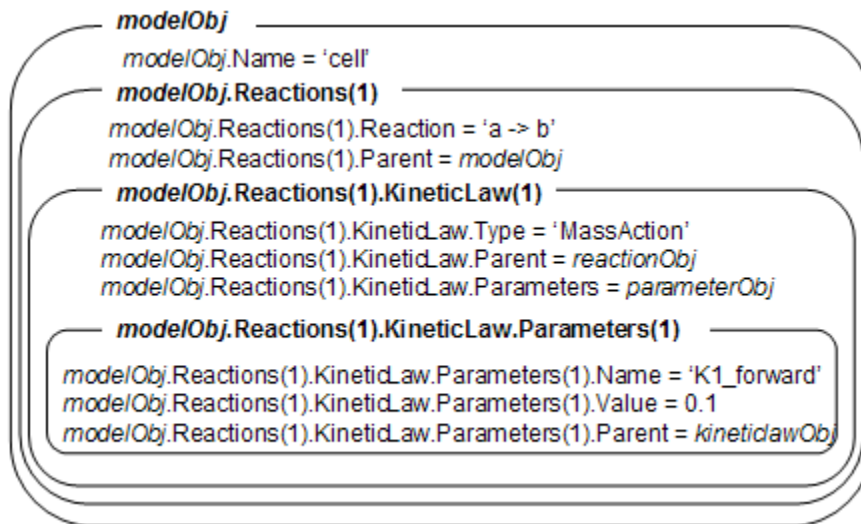 modelObj
modelObj.Name = ‘cell’
modelObj.Reactions(1)
modelObj.Reactions(1).Reaction = ‘a -> b’
modelObj.Reactions(1).Parent = modelObj
modelObj.Reactions(1).KineticLaw(1)
modelObj.Reactions(1).KineticLaw.Type = ‘MassAction’
modelObj.Reactions(1).KineticLaw.Parent = reactionObj
modelObj.Reactions(1).KineticLaw.Parameters = parameterObj
modelObj.Reactions(1).KineticLaw.Parameters(1)
modelObj.Reactions(1).KineticLaw.Parameters(1).Name = ‘K1_forward’
modelObj.Reactions(1).KineticLaw.Parameters(1).Value = 0.1
modelObj.Reactions(1).KineticLaw.Parameters(1).Parent = kineticlawObj